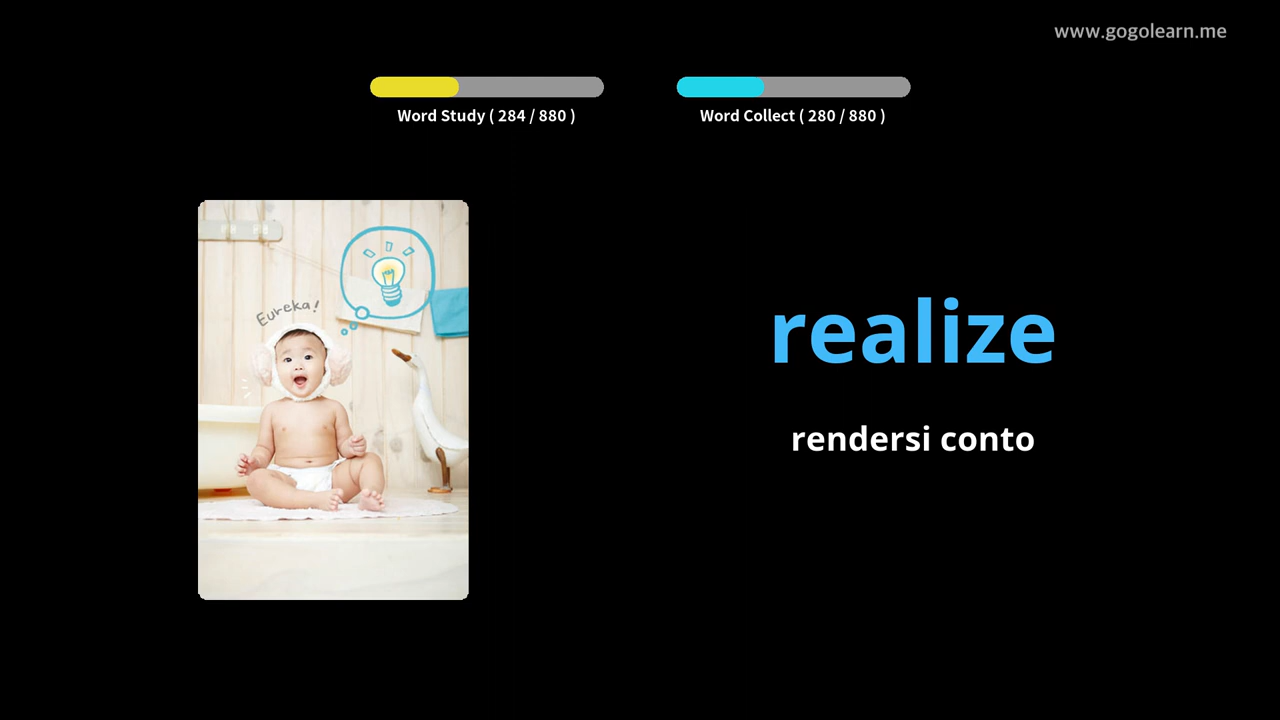 www.gogolearn.me
Word Study ( 284 / 880 )
Word Collect ( 280 / 880 )
Eureka!
realize
rendersi conto